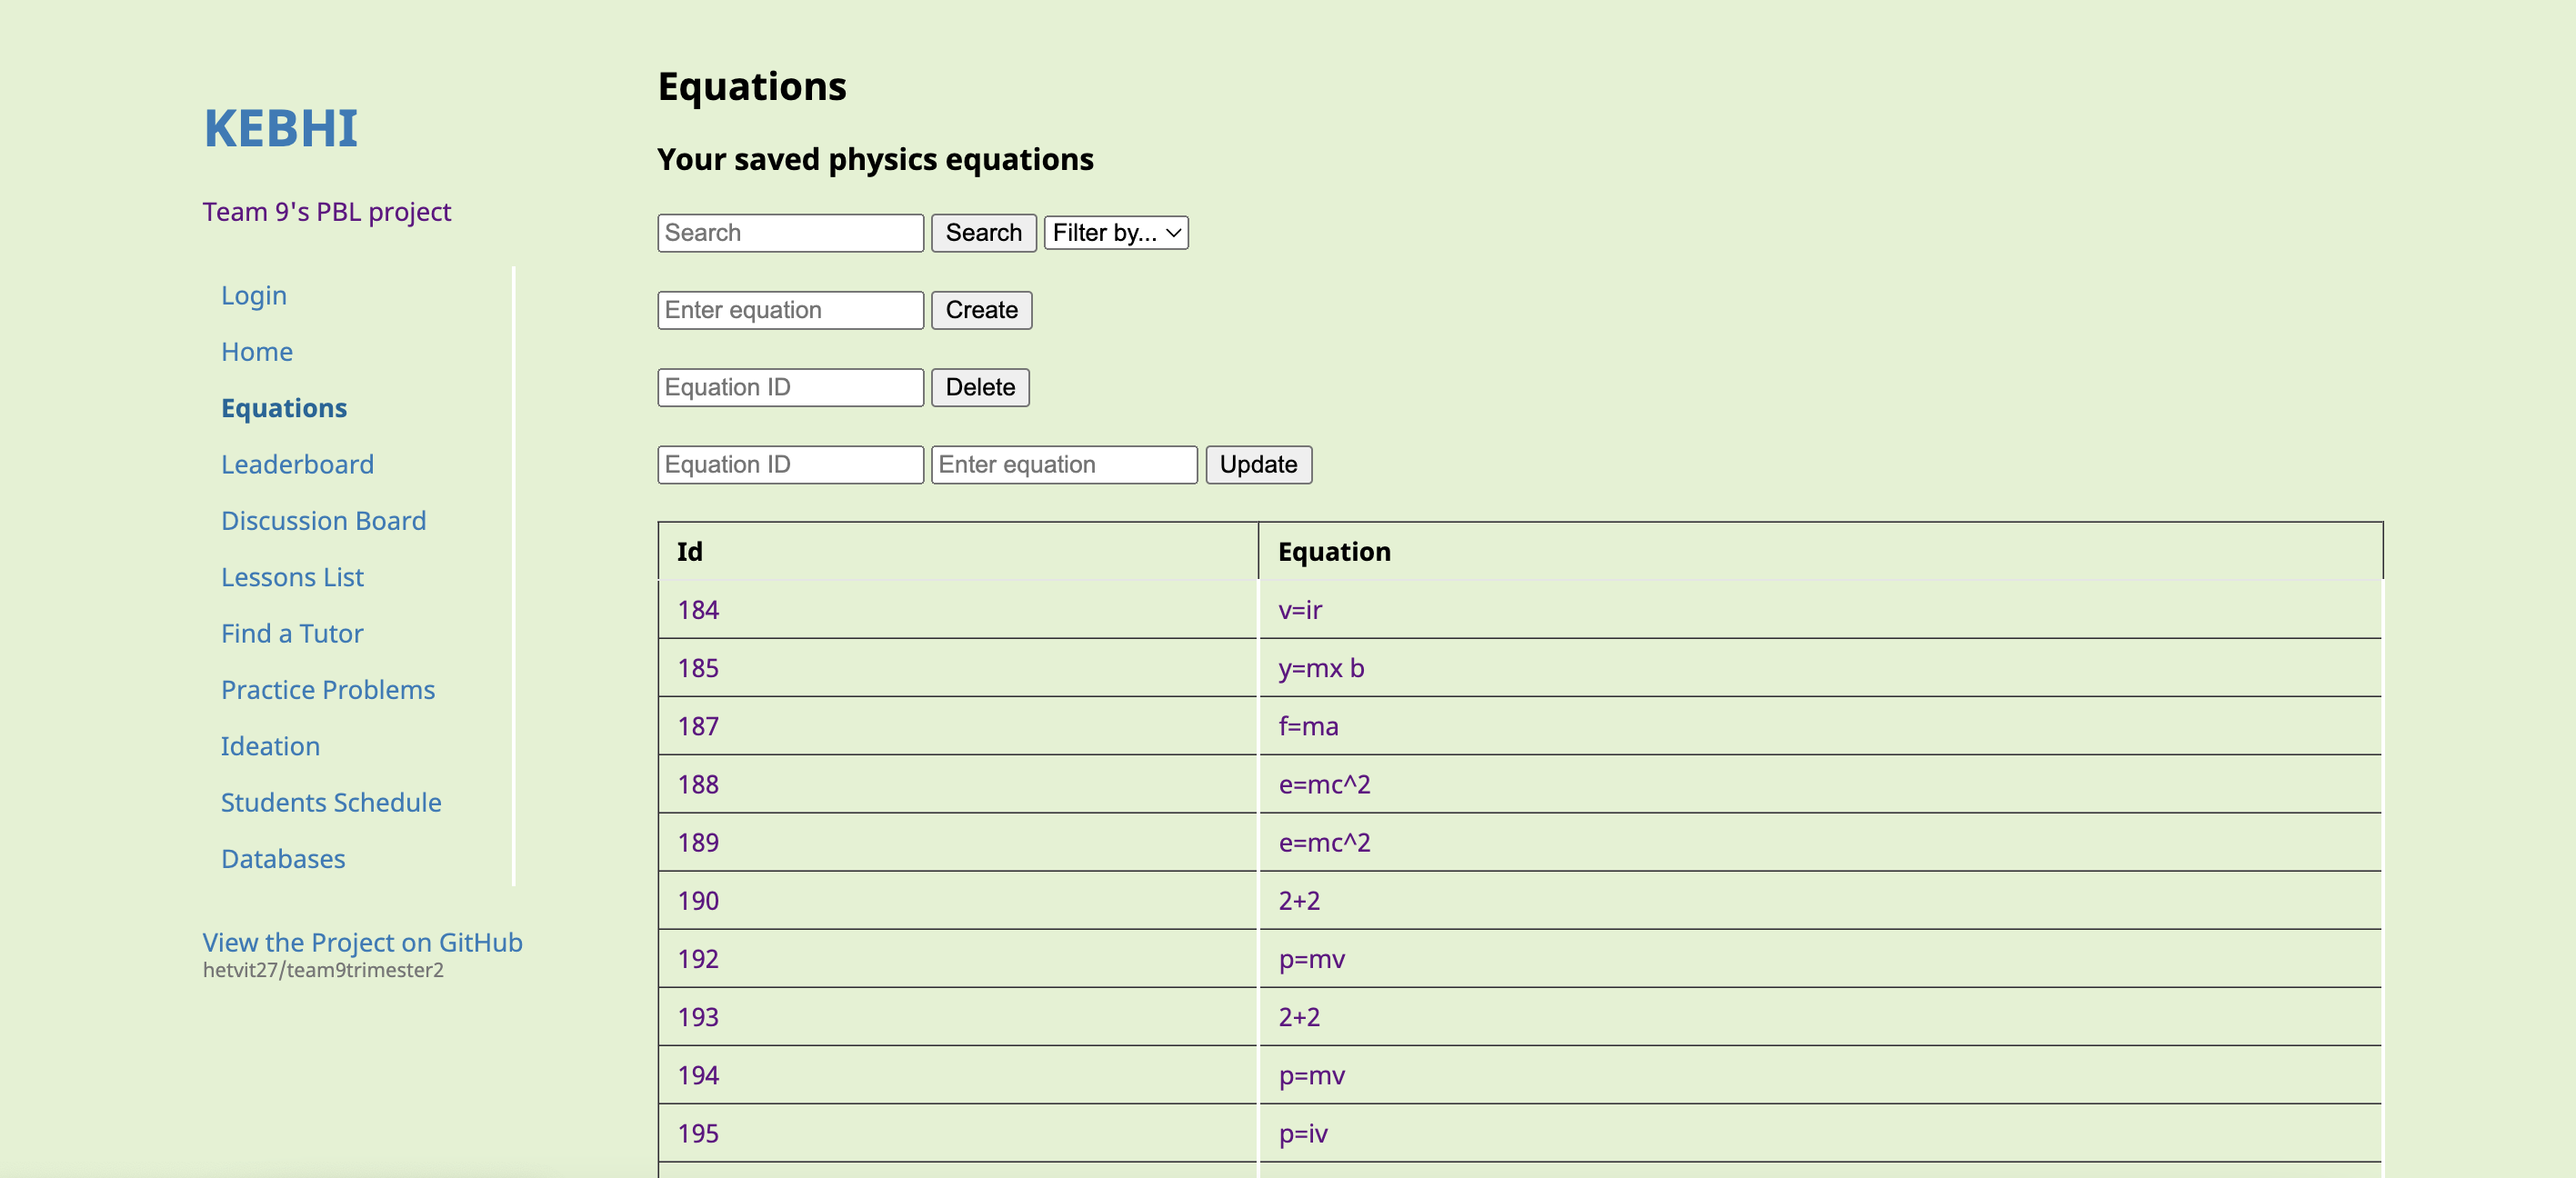 KEBHI
Team 9's PBL project
Login
Home
Equations
Leaderboard
Discussion Board
Lessons List
Find a Tutor
Practice Problems
Ideation
Students Schedule
Databases
View the Project on GitHub
hetvit27/team9trimester2
Equations
Your saved physics equations
Search Search Filter by...
Enter equation Create
Equation ID Delete
Equation ID Enter equation Update
Id Equation
184 v=ir
185 y=mx b
187 f=ma
188 e=mc^2
189 e=mc^2
190 2+2
192 p=mv
193 2+2
194 p=mv
195 p=iv